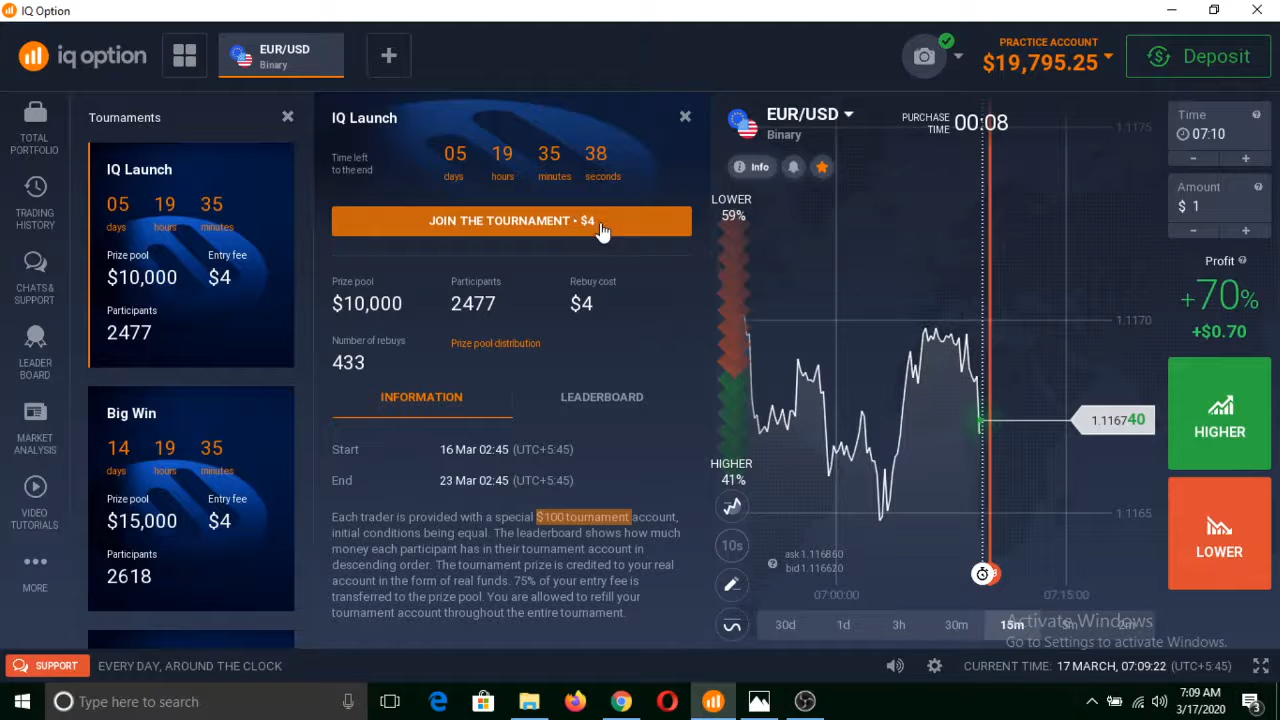 IQ Option
iq option
EUR/USD
Binary
PRACTICE ACCOUNT
$19,795.25
Deposit
TOTAL
PORTFOLIO
TRADING
HISTORY
CHATS &
SUPPORT
LEADER
BOARD
MARKET
ANALYSIS
VIDEO
TUTORIALS
MORE
Tournaments
IQ Launch
05 19 35
days hours minutes
Prize pool Entry fee
$10,000 $4
Participants
2477
Big Win
14 19 35
days hours minutes
Prize pool Entry fee
$15,000 $4
Participants
2618
IQ Launch
Time left
to the end
05 19 35 38
days hours minutes seconds
JOIN THE TOURNAMENT • $4
Prize pool Participants Rebuy cost
$10,000 2477 $4
Number of rebuys Prize pool distribution
433
INFORMATION LEADERBOARD
Start 16 Mar 02:45 (UTC+5:45)
End 23 Mar 02:45 (UTC+5:45)
Each trader is provided with a special $100 tournament account,
initial conditions being equal. The leaderboard shows how much
money each participant has in their tournament account in
descending order. The tournament prize is credited to your real
account in the form of real funds. 75% of your entry fee is
transferred to the prize pool. You are allowed to refill your
tournament account throughout the entire tournament.
EUR/USD
Binary
PURCHASE
TIME
00:08
1.1175
Info
LOWER
59%
1.1170
1.116740
HIGHER
41%
10s
1.1165
ask 1.116860
bid 1.116620
07:00:00 07:15:00
30d 1d 3h 30m 15m 5m 2m
Time
07:10
- +
Amount
$ 1
- +
Profit
+70%
+$0.70
HIGHER
LOWER
Activate Windows
Go to Settings to activate Windows.
SUPPORT EVERY DAY, AROUND THE CLOCK
CURRENT TIME: 17 MARCH, 07:09:22 (UTC+5:45)
Type here to search
7:09 AM
3/17/2020
3